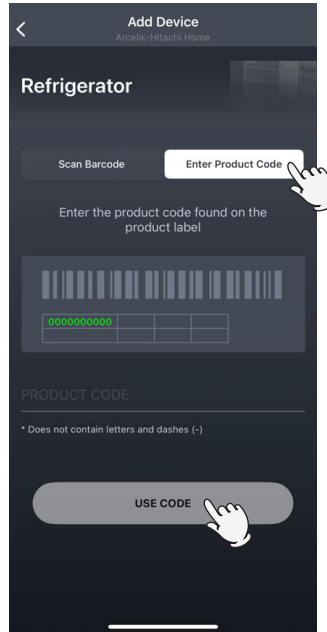 Add Device
Arcelik-Hitachi Home
Refrigerator
Scan Barcode
Enter Product Code
Enter the product code found on the
product label
0000000000
PRODUCT CODE
* Does not contain letters and dashes (-)
USE CODE